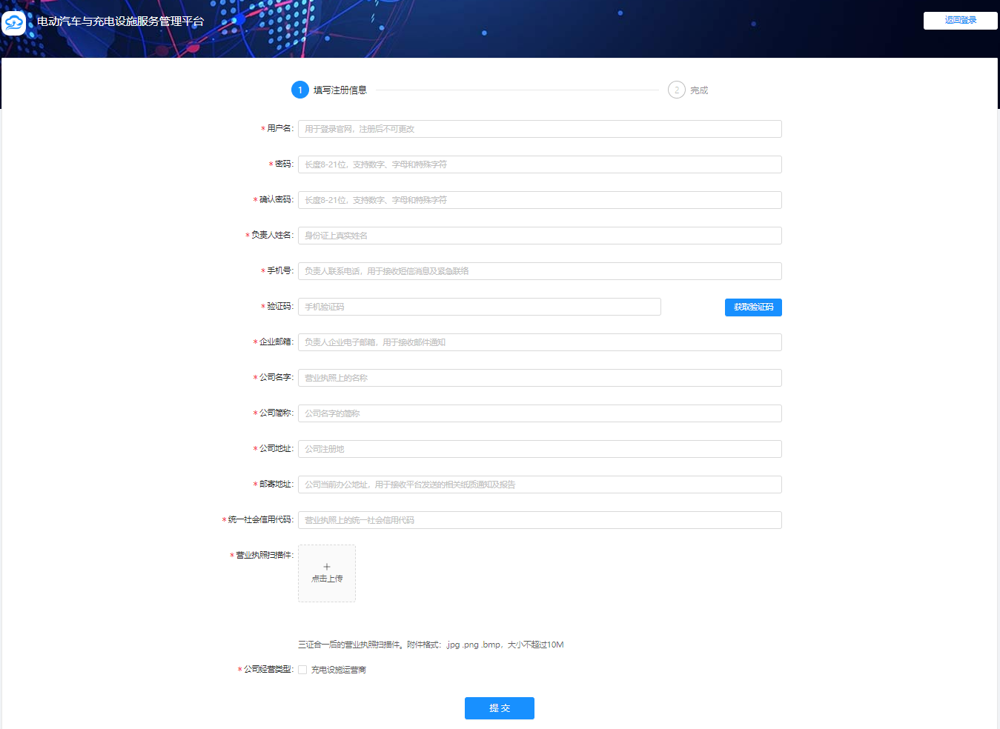 电动汽车与充电设施服务管理平台
返回登录
1 填写注册信息
2 完成
* 用户名: 用于登录官网，注册后不可更改
* 密码: 长度8-21位，支持数字、字母和特殊字符
* 确认密码: 长度8-21位，支持数字、字母和特殊字符
* 负责人姓名: 身份证上真实姓名
* 手机号: 负责人联系电话，用于接收短信消息及紧急联络
* 验证码: 手机验证码 获取验证码
* 企业邮箱: 负责人企业电子邮箱，用于接收邮件通知
* 公司名字: 营业执照上的名称
* 公司简称: 公司名字的简称
* 公司地址: 公司注册地
* 邮寄地址: 公司当前办公地址，用于接收平台发送的相关纸质通知及报告
* 统一社会信用代码: 营业执照上的统一社会信用代码
* 营业执照扫描件:
+
点击上传
三证合一后的营业执照扫描件。附件格式：.jpg .png .bmp，大小不超过10M
* 公司经营类型: 充电设施运营商
提 交